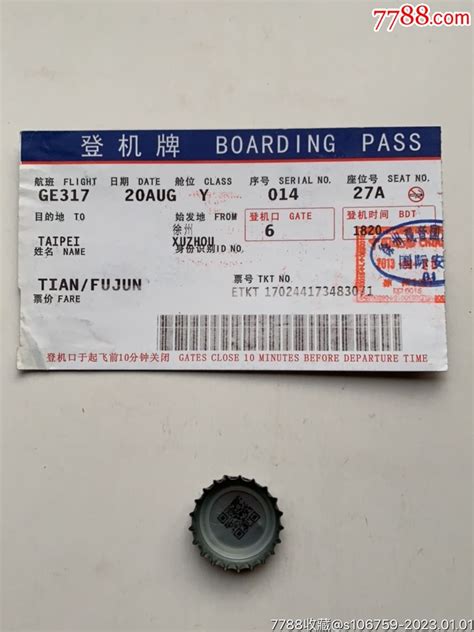 7788.com
登机牌 BOARDING PASS
航班 FLIGHT 日期 DATE 舱位 CLASS 序号 SERIAL NO. 座位号 SEAT NO.
GE317 20AUG Y 014 27A
目的地 TO 始发地 FROM 登机口 GATE 登机时间 BDT
徐州
TAIPEI XUZHOU 6 1820
姓名 NAME 身份识别ID NO.
国际安
01
TIAN/FUJUN 票号 TKT NO
票价 FARE ETKT 1702441734830/1
登机口于起飞前10分钟关闭 GATES CLOSE 10 MINUTES BEFORE DEPARTURE TIME
7788收藏@s106759-2023.01.01